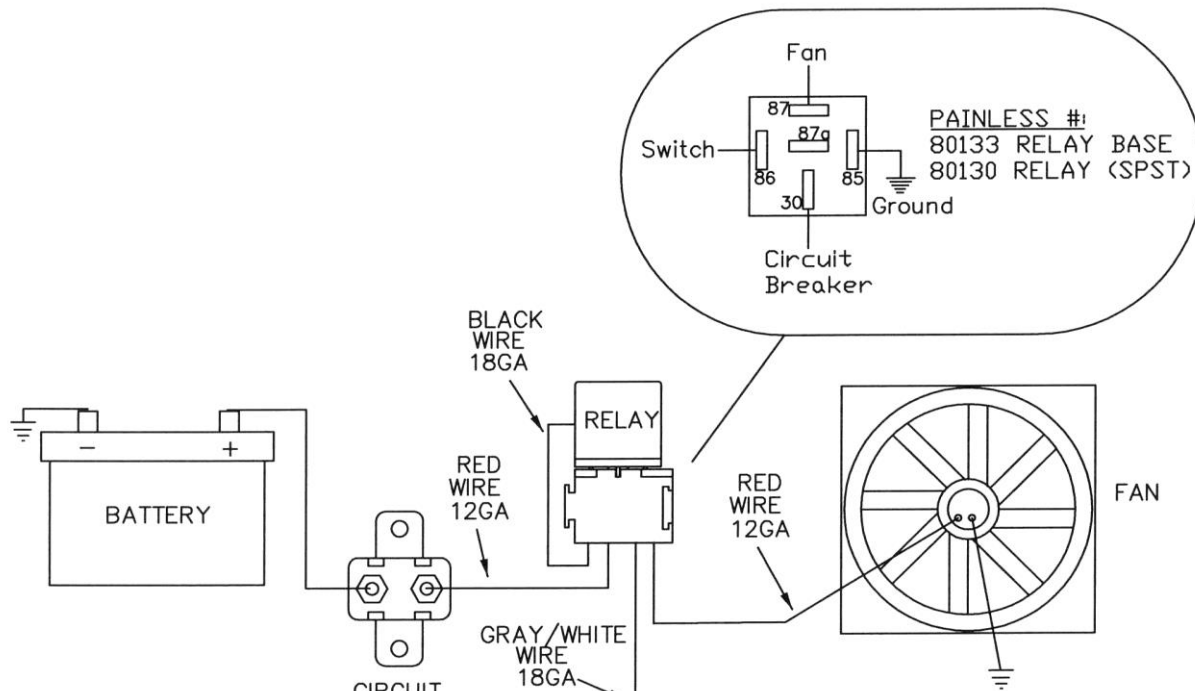 Fan
87
87a
Switch
86
85
30
Ground
Circuit
Breaker
PAINLESS #:
80133 RELAY BASE
80130 RELAY (SPST)
BLACK
WIRE
18GA
RELAY
RED
WIRE
12GA
RED
WIRE
12GA
FAN
- +
BATTERY
GRAY/WHITE
WIRE
18GA
CIRCUIT